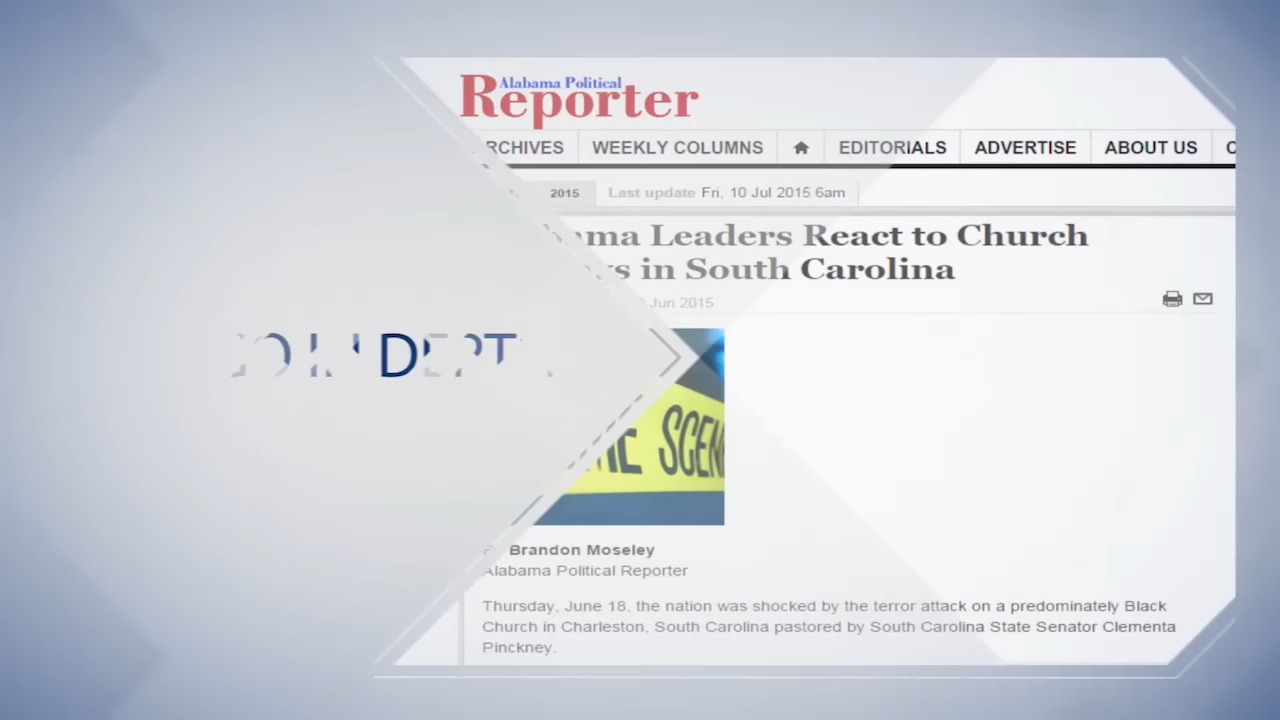 Alabama Political
Reporter
RCHIVES WEEKLY COLUMNS EDITORIALS ADVERTISE ABOUT US
2015 Last update Fri, 10 Jul 2015 6am
ama Leaders React to Church
in South Carolina
Jun 2015
DEPT
SCEN
Brandon Moseley
Alabama Political Reporter
Thursday, June 18, the nation was shocked by the terror attack on a predominately Black
Church in Charleston, South Carolina pastored by South Carolina State Senator Clementa
Pinckney.